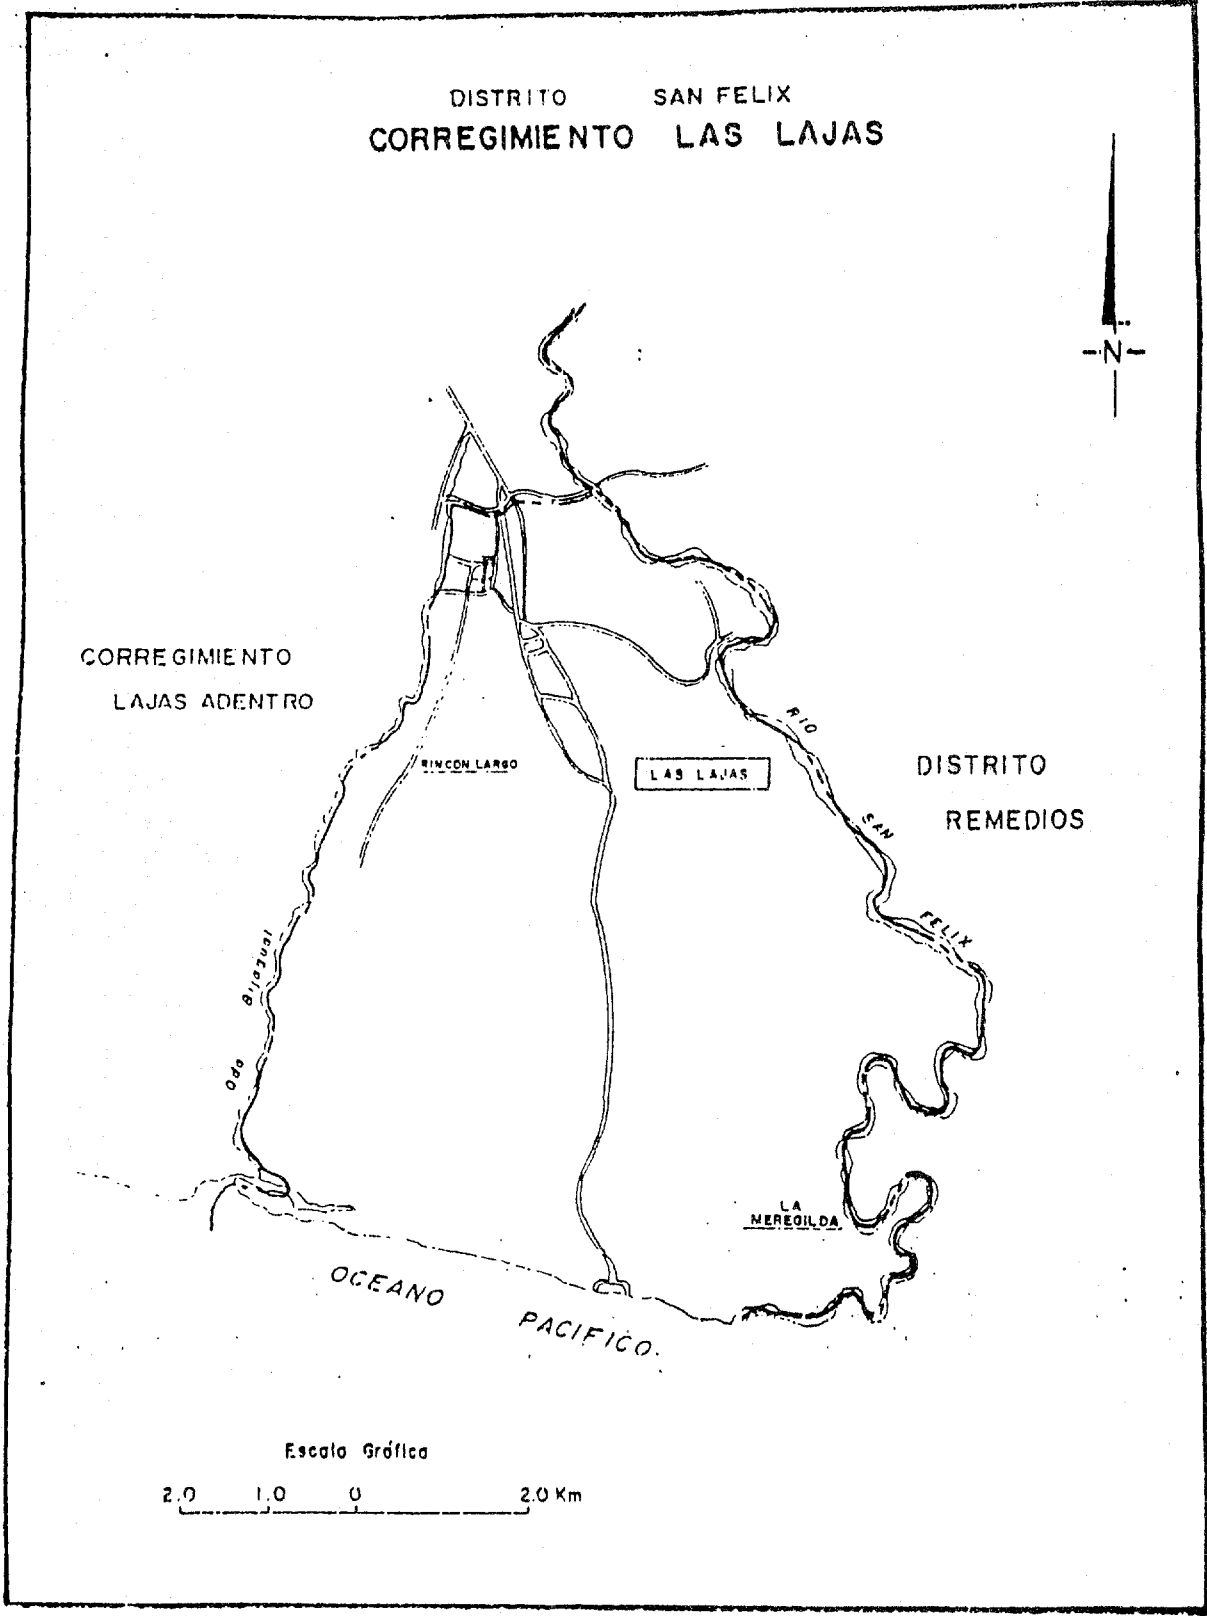 DISTRITO SAN FELIX
CORREGIMIENTO LAS LAJAS
-N-
CORREGIMIENTO
LAJAS ADENTRO
RINCON LARGO
LAS LAJAS
RIO
SAN
FELIX
DISTRITO
REMEDIOS
Qda
LA
MEREGILDA
OCEANO
PACIFICO.
Escala Gráfica
2.0 1.0 0 2.0 Km